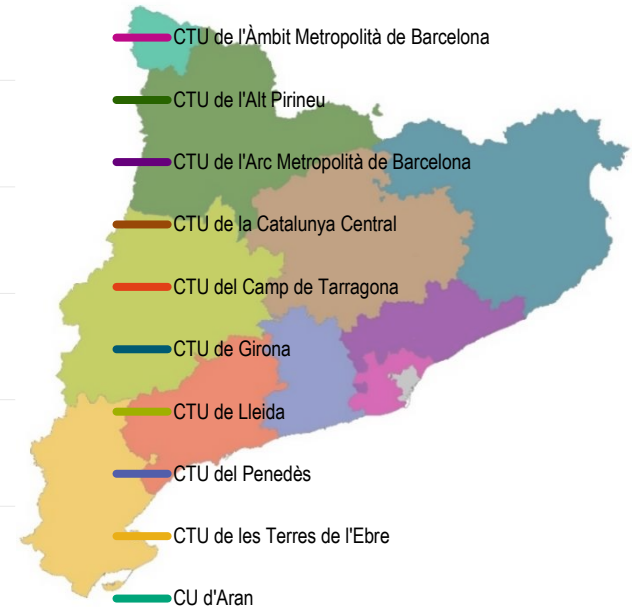 CTU de l'Àmbit Metropolità de Barcelona
CTU de l'Alt Pirineu
CTU de l'Arc Metropolità de Barcelona
CTU de la Catalunya Central
CTU del Camp de Tarragona
CTU de Girona
CTU de Lleida
CTU del Penedès
CTU de les Terres de l'Ebre
CU d'Aran